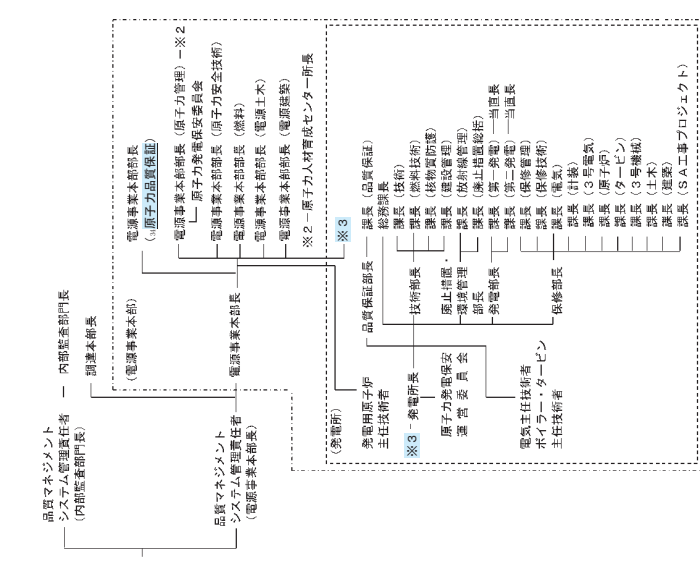 品質マネジメント
システム管理責任者 ― 内部監査部門長
(内部監査部門長)
調達本部長
品質マネジメント
システム管理責任者
(電源事業本部長)
(電源事業本部)
電源事業本部長
電源事業本部部長
(原子力品質保証)
電源事業本部部長(原子力管理)―※2
原子力発電保安委員会
電源事業本部部長(原子力安全技術)
電源事業本部部長(燃料)
電源事業本部部長(電源土木)
電源事業本部部長(電源建築)
※2―原子力人材育成センター所長
※3
(発電所)
発電用原子炉
主任技術者
※3―発電所長
原子力発電保安
運営委員会
電気主任技術者
ボイラー・タービン
主任技術者
品質保証部長
課長(品質保証)
総務課長
技術部長
課長(技術)
課長(燃料技術)
課長(核物質防護)
課長(建設管理)
廃止措置・
環境管理
部長
課長(放射線管理)
課長(廃止措置総括)
発電部長
課長(第一発電)―当直長
課長(第二発電)―当直長
保修部長
課長(保修管理)
課長(保修技術)
課長(電気)
課長(計装)
課長(3号電気)
課長(原子炉)
課長(タービン)
課長(3号機械)
課長(土木)
課長(建築)
課長(SA工事プロジェクト)